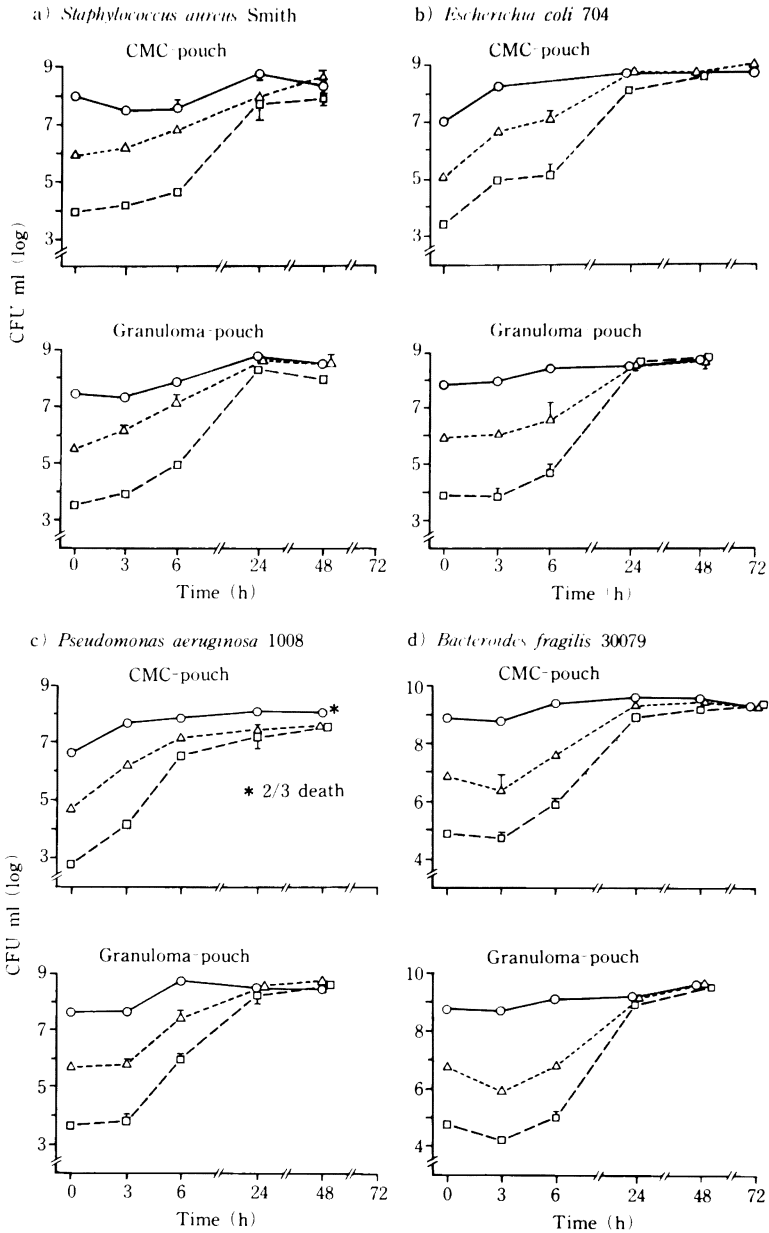 a) Staphylococcus aureus Smith
CMC-pouch
9
7
5
3
CFU ml (log)
Granuloma-pouch
9
7
5
3
0 3 6 24 48 72
Time (h)
b) Escherichia coli 704
CMC-pouch
9
7
5
3
Granuloma pouch
9
7
5
3
0 3 6 24 48 72
Time (h)
c) Pseudomonas aeruginosa 1008
CMC-pouch
9
7
5
3
*
* 2/3 death
CFU ml (log)
Granuloma-pouch
9
7
5
3
0 3 6 24 48 72
Time (h)
d) Bacteroides fragilis 30079
CMC-pouch
10
8
6
4
Granuloma-pouch
10
8
6
4
0 3 6 24 48 72
Time (h)